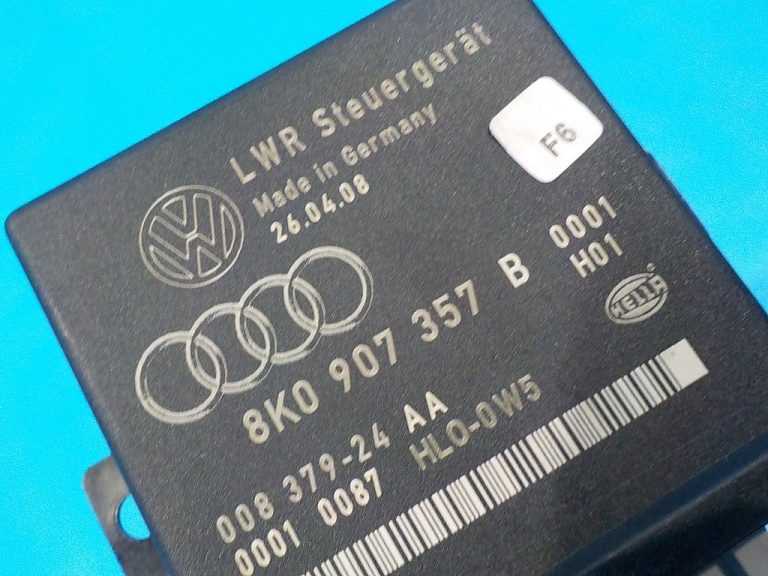 LWR Steuergerät
Made in Germany
26.04.08
F6
8K0 907 357 B 0001
H01
HELLA
008 379-24 AA
0001 0087 HLO-0W5